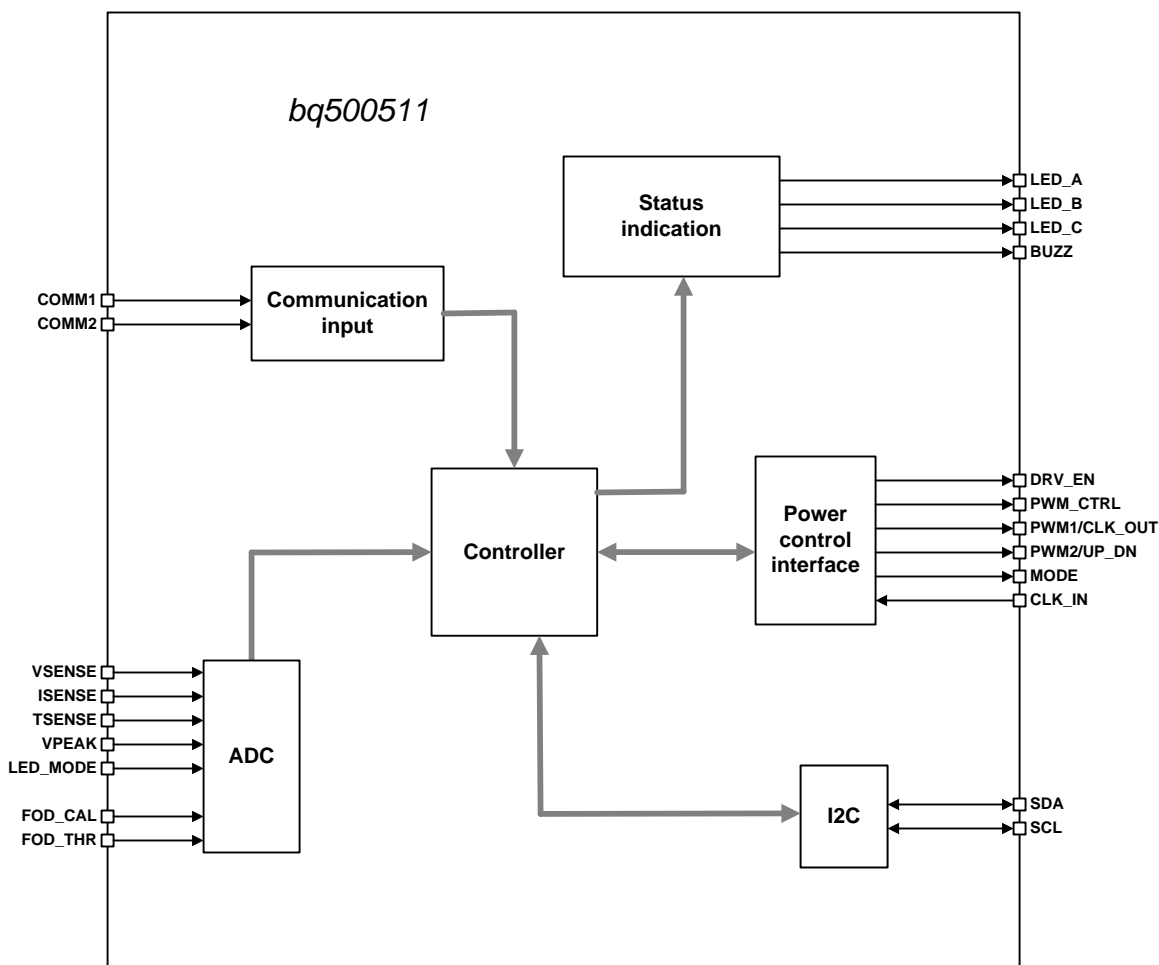 bq500511
Status
indication
LED_A
LED_B
LED_C
BUZZ
COMM1
COMM2
Communication
input
Controller
Power
control
interface
DRV_EN
PWM_CTRL
PWM1/CLK_OUT
PWM2/UP_DN
MODE
CLK_IN
VSENSE
ISENSE
TSENSE
VPEAK
LED_MODE
FOD_CAL
FOD_THR
ADC
I2C
SDA
SCL